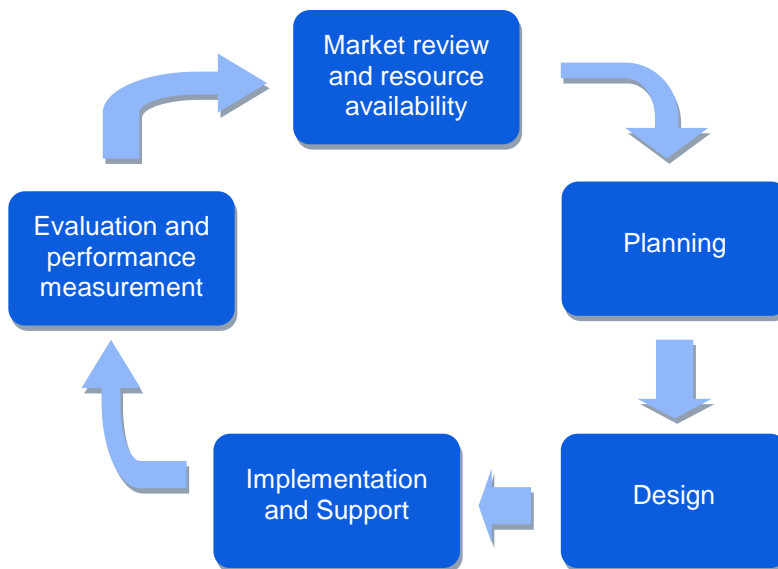 Market review
and resource
availability
Planning
Design
Implementation
and Support
Evaluation and
performance
measurement